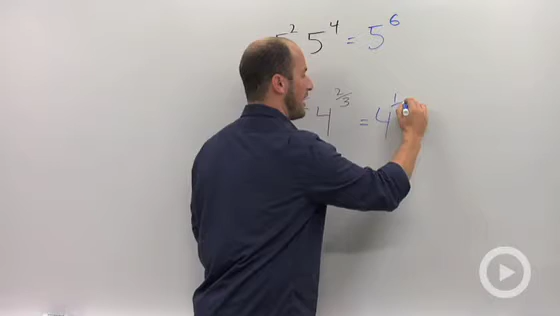 5² 5⁴ = 5⁶
4^(2/3) = 4^1